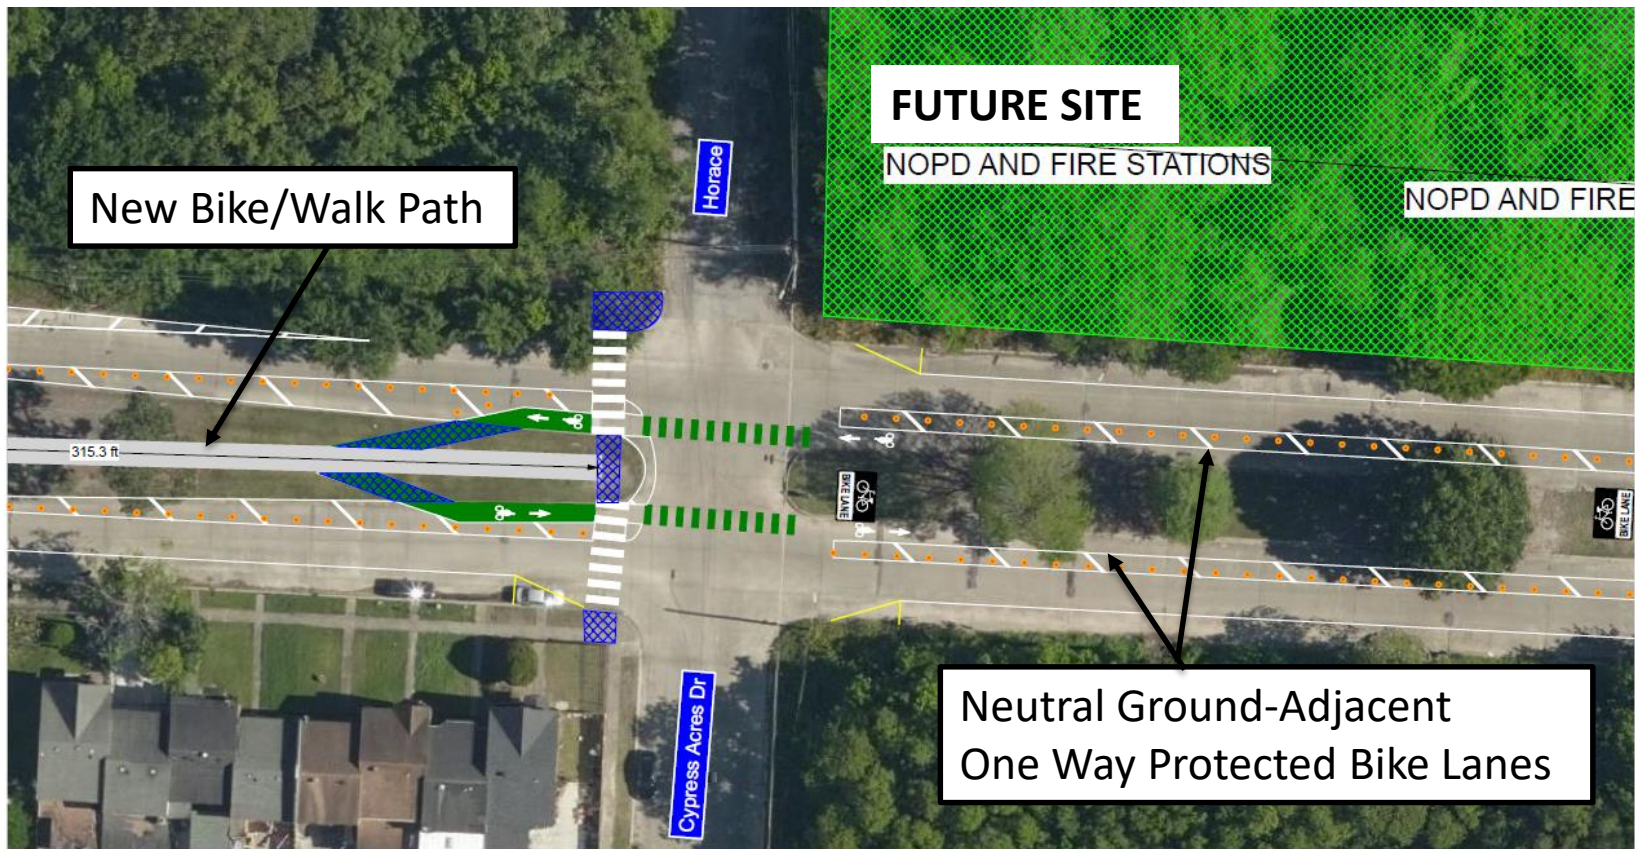 FUTURE SITE
NOPD AND FIRE STATIONS
NOPD AND FIRE
Horace
New Bike/Walk Path
315.3 ft
BIKE LANE
BIKE LANE
Neutral Ground-Adjacent
One Way Protected Bike Lanes
Cypress Acres Dr